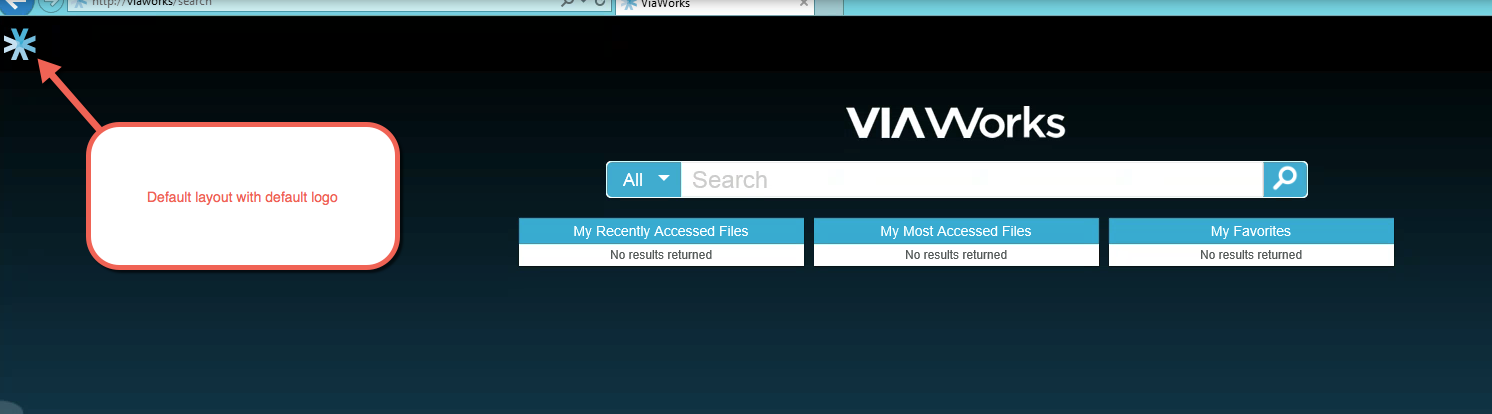 http://viaworks/search
ViaWorks
VIAWorks
All Search
My Recently Accessed Files My Most Accessed Files My Favorites
No results returned No results returned No results returned
Default layout with default logo